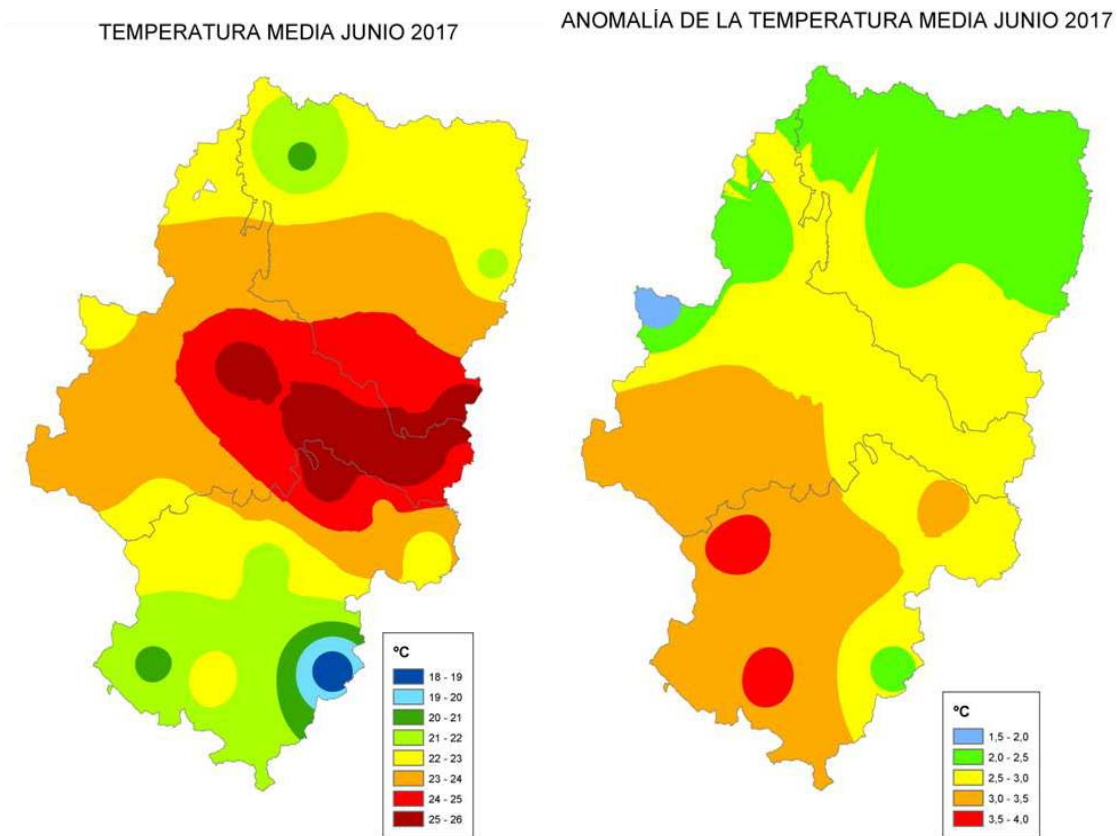 TEMPERATURA MEDIA JUNIO 2017
ANOMALÍA DE LA TEMPERATURA MEDIA JUNIO 2017
ºC
18 - 19
19 - 20
20 - 21
21 - 22
22 - 23
23 - 24
24 - 25
25 - 26
ºC
1,5 - 2,0
2,0 - 2,5
2,5 - 3,0
3,0 - 3,5
3,5 - 4,0